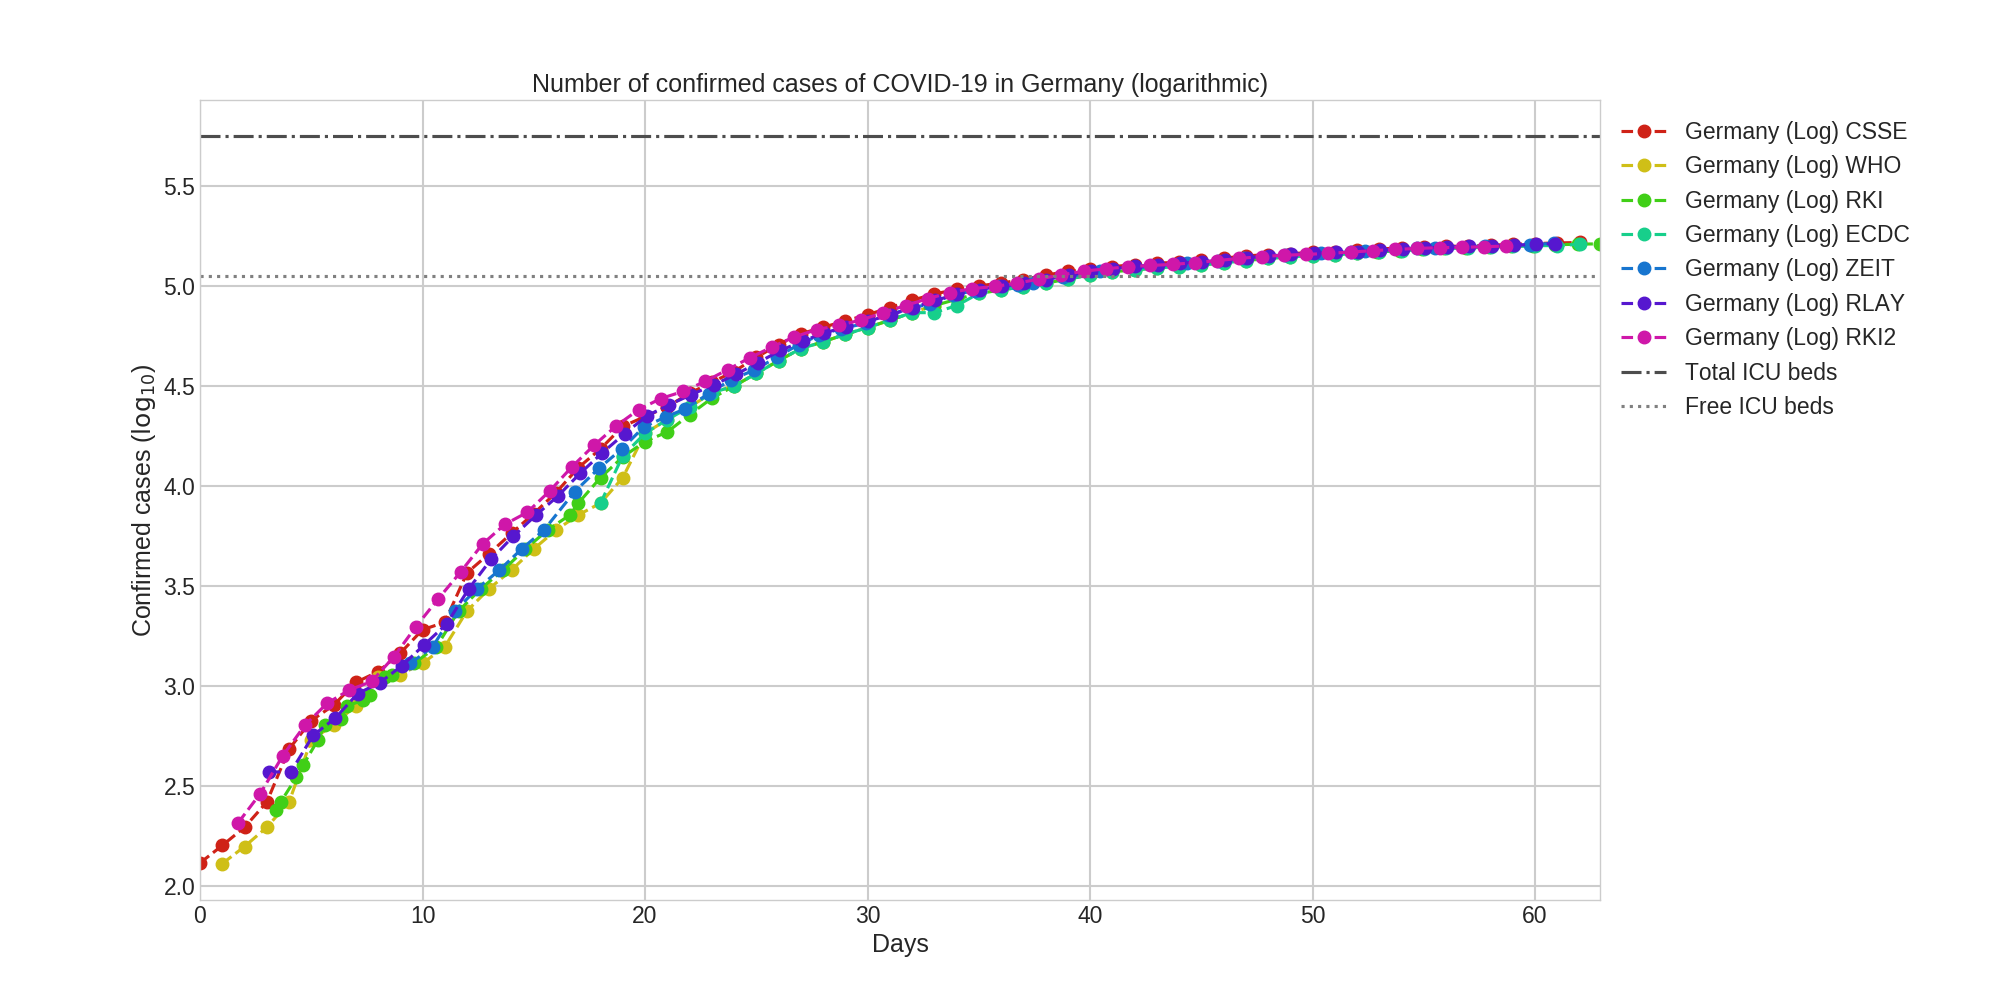 Number of confirmed cases of COVID-19 in Germany (logarithmic)
Confirmed cases (log₁₀)
5.5
5.0
4.5
4.0
3.5
3.0
2.5
2.0
0 10 20 30 40 50 60
Days
Germany (Log) CSSE
Germany (Log) WHO
Germany (Log) RKI
Germany (Log) ECDC
Germany (Log) ZEIT
Germany (Log) RLAY
Germany (Log) RKI2
Total ICU beds
Free ICU beds